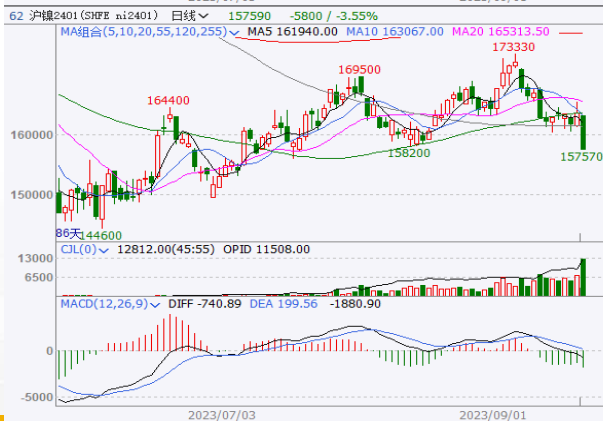 62 沪镍2401(SHFE ni2401) 日线 157590 -5800 / -3.55%
MA组合(5,10,20,55,120,255) MA5 161940.00 MA10 163067.00 MA20 165313.50
173330
169500
164400
160000
158200
157570
150000
86天
144600
CJL(0) 12812.00(45:55) OPID 11508.00
13000
6500
MACD(12,26,9) DIFF -740.89 DEA 199.56 -1880.90
0
-5000
2023/07/03 2023/09/01